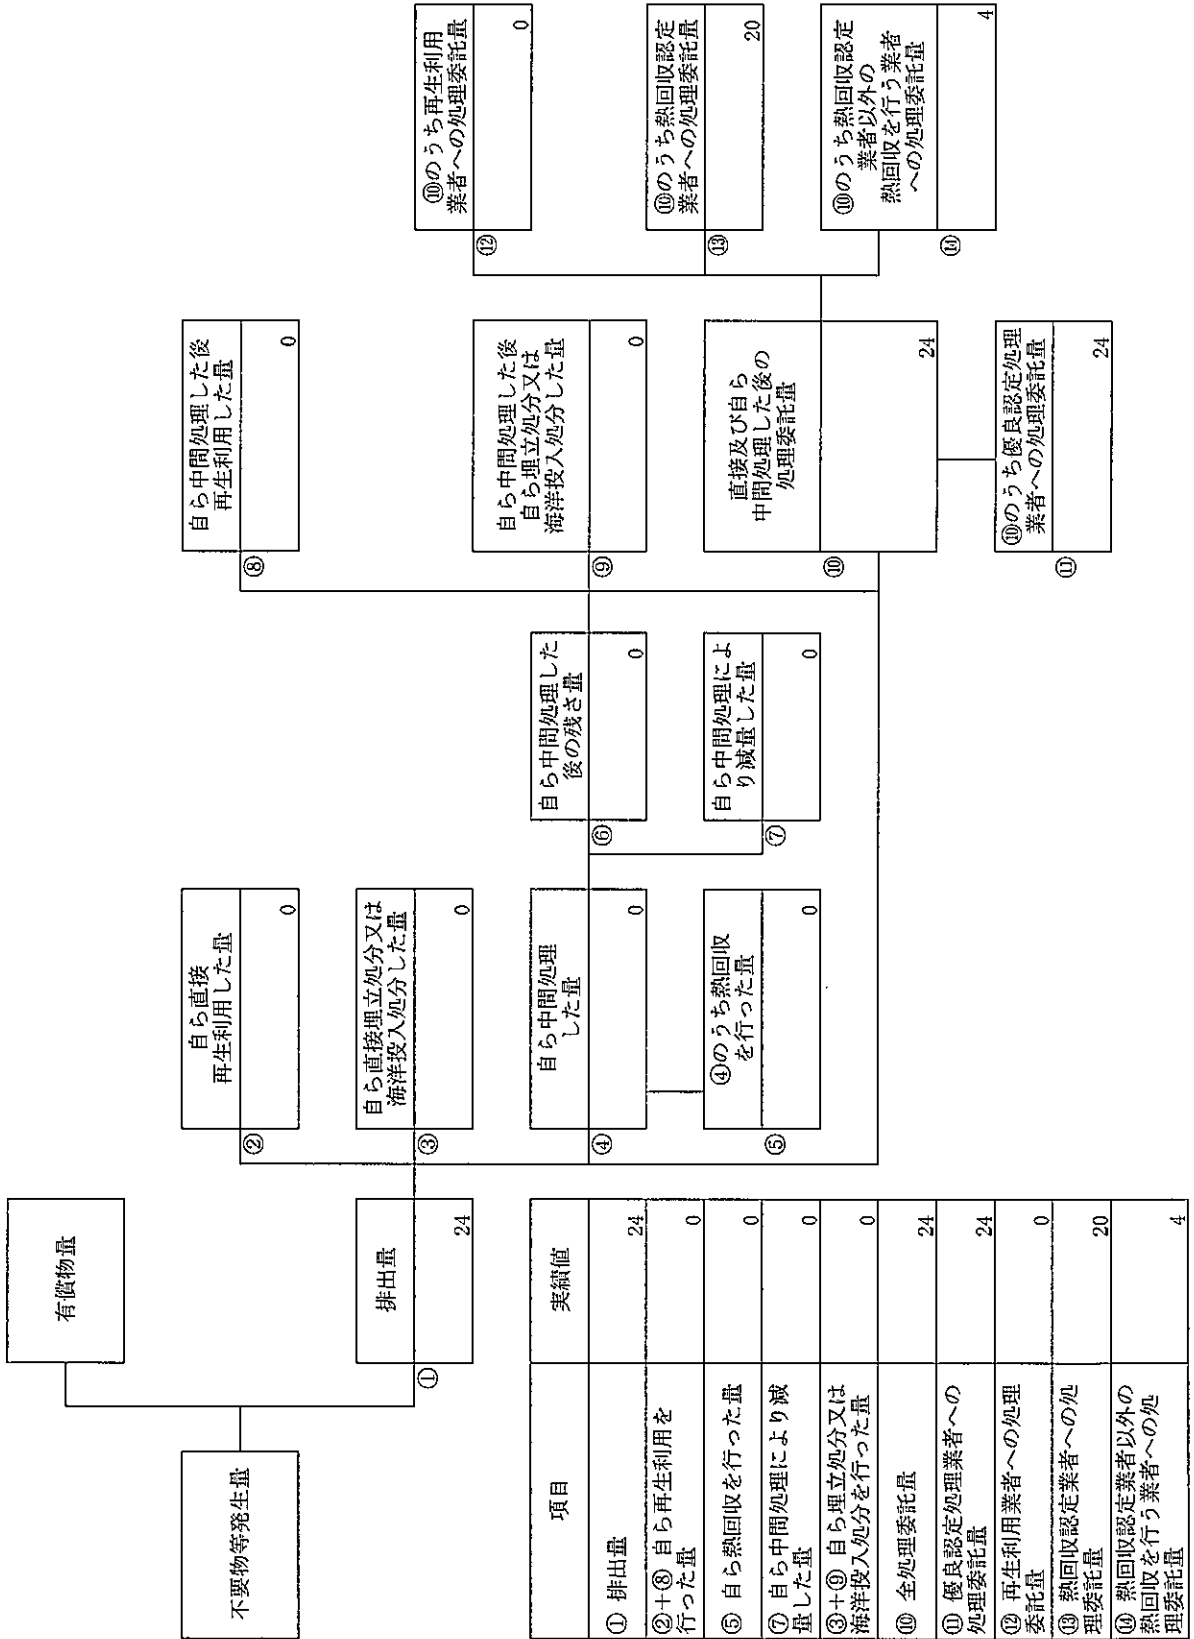 不要物等発生量
有償物量
排出量
①
24
自ら直接
再生利用した量
②
0
自ら直接埋立処分又は
海洋投入処分した量
③
0
自ら中間処理
した量
④
0
④のうち熱回収
を行った量
⑤
0
自ら中間処理した
後の残さ量
⑥
0
自ら中間処理によ
り減量した量
⑦
0
自ら中間処理した後
再生利用した量
⑧
0
自ら中間処理した後
自ら埋立処分又は
海洋投入処分した量
⑨
0
直接及び自ら
中間処理した後の
処理委託量
⑩
24
⑩のうち優良認定処理
業者への処理委託量
⑪
24
⑩のうち再生利用
業者への処理委託量
⑫
0
⑩のうち熱回収認定
業者への処理委託量
⑬
20
⑩のうち熱回収認定
業者以外の
熱回収を行う業者
への処理委託量
⑭
4
項目 実績値
① 排出量 24
②+⑧ 自ら再生利用を
行った量 0
⑤ 自ら熱回収を行った量 0
⑦ 自ら中間処理により減
量した量 0
③+⑨ 自ら埋立処分又は
海洋投入処分を行った量 0
⑩ 全処理委託量 24
⑪ 優良認定処理業者への
処理委託量 24
⑫ 再生利用業者への処理
委託量 0
⑬ 熱回収認定業者への処
理委託量 20
⑭ 熱回収認定業者以外の
熱回収を行う業者への処
理委託量 4